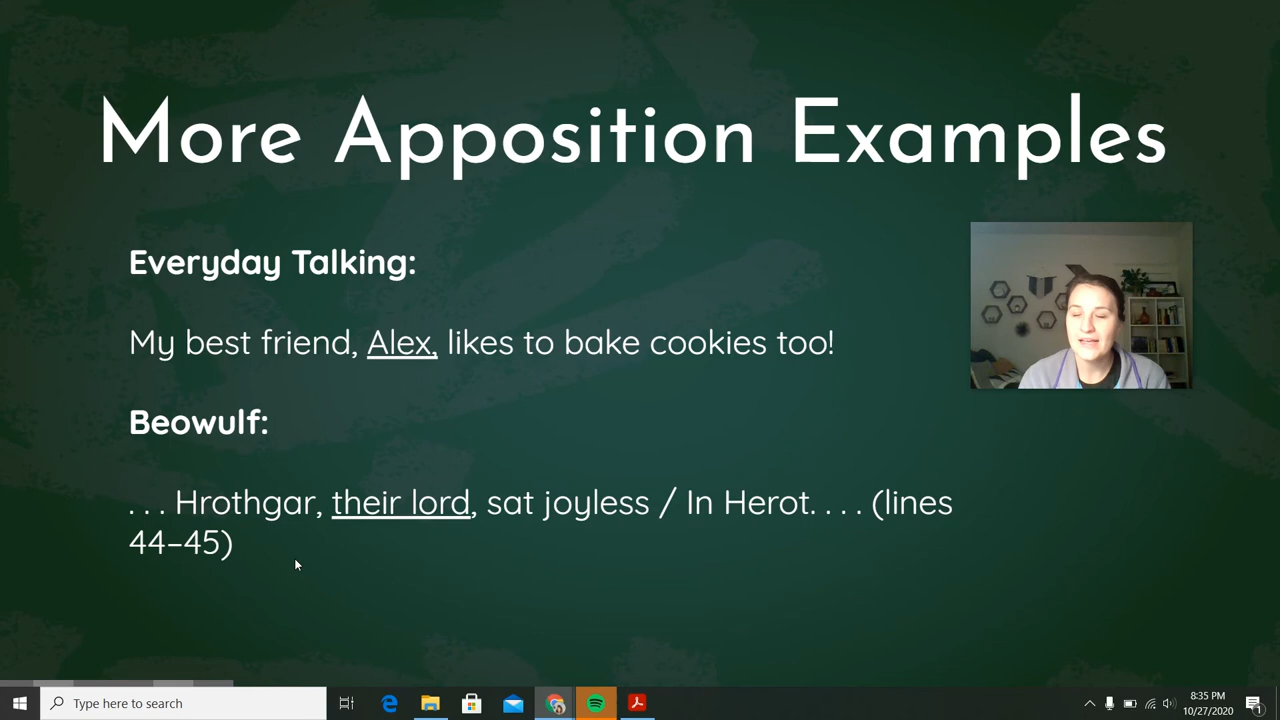 More Apposition Examples
Everyday Talking:
My best friend, Alex, likes to bake cookies too!
Beowulf:
. . . Hrothgar, their lord, sat joyless / In Herot. . . . (lines
44–45)
Type here to search
8:35 PM
10/27/2020
1